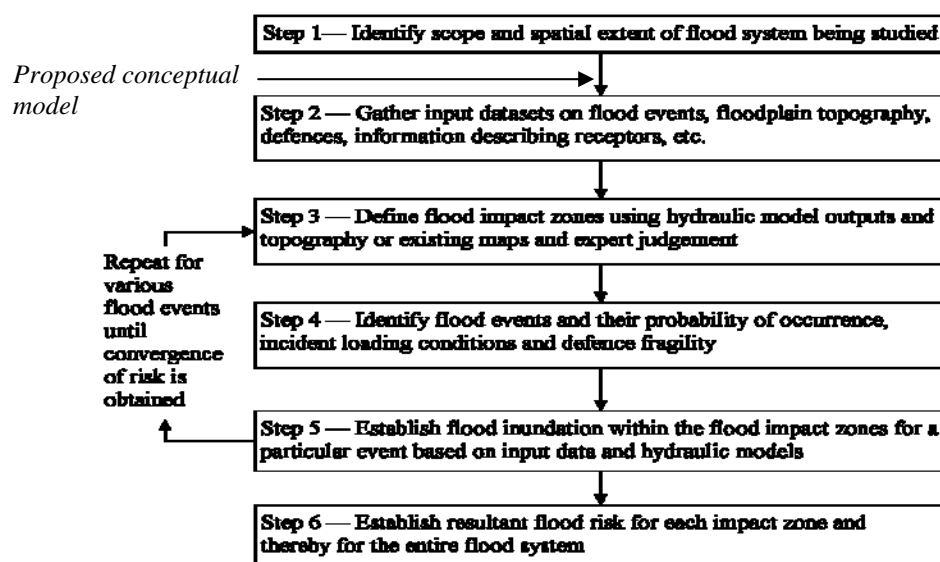 Step 1— Identify scope and spatial extent of flood system being studied
Proposed conceptual
model
Step 2 — Gather input datasets on flood events, floodplain topography,
defences, information describing receptors, etc.
Step 3 — Define flood impact zones using hydraulic model outputs and
topography or existing maps and expert judgement
Repeat for
various
flood events
until
convergence
of risk is
obtained
Step 4 — Identify flood events and their probability of occurrence,
incident loading conditions and defence fragility
Step 5 — Establish flood inundation within the flood impact zones for a
particular event based on input data and hydraulic models
Step 6 — Establish resultant flood risk for each impact zone and
thereby for the entire flood system